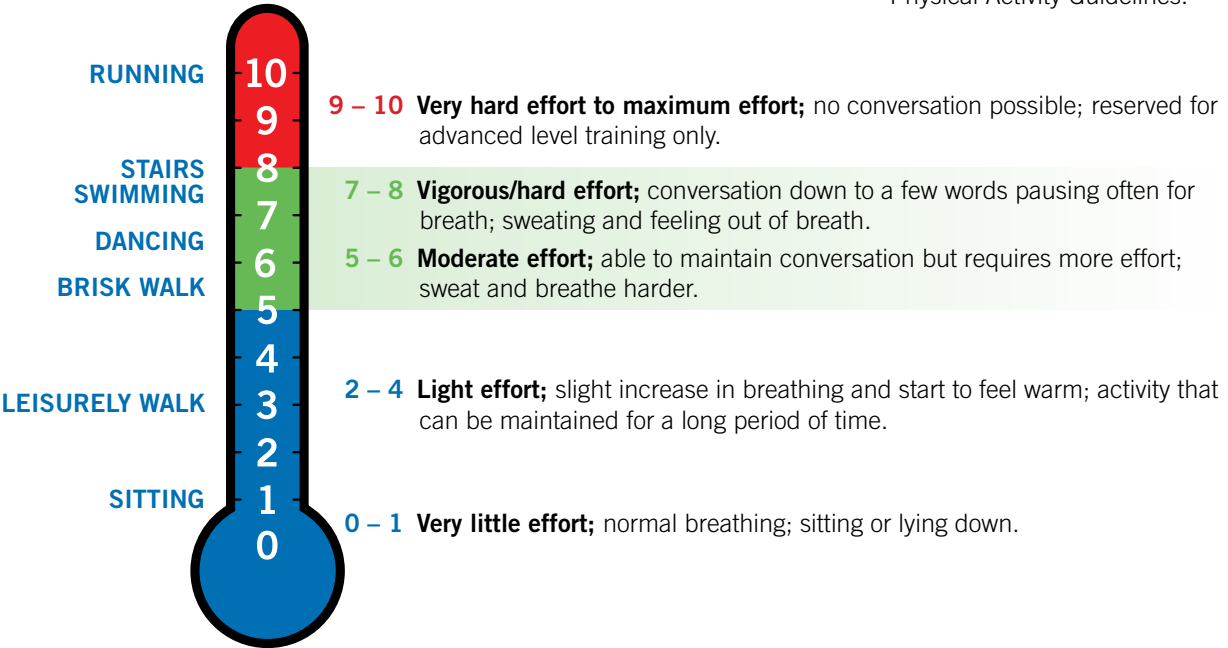 Physical Activity Guidelines.
RUNNING
10
9
8
7
6
5
4
3
2
1
0
STAIRS
SWIMMING
DANCING
BRISK WALK
LEISURELY WALK
SITTING
9 – 10 Very hard effort to maximum effort; no conversation possible; reserved for
advanced level training only.
7 – 8 Vigorous/hard effort; conversation down to a few words pausing often for
breath; sweating and feeling out of breath.
5 – 6 Moderate effort; able to maintain conversation but requires more effort;
sweat and breathe harder.
2 – 4 Light effort; slight increase in breathing and start to feel warm; activity that
can be maintained for a long period of time.
0 – 1 Very little effort; normal breathing; sitting or lying down.